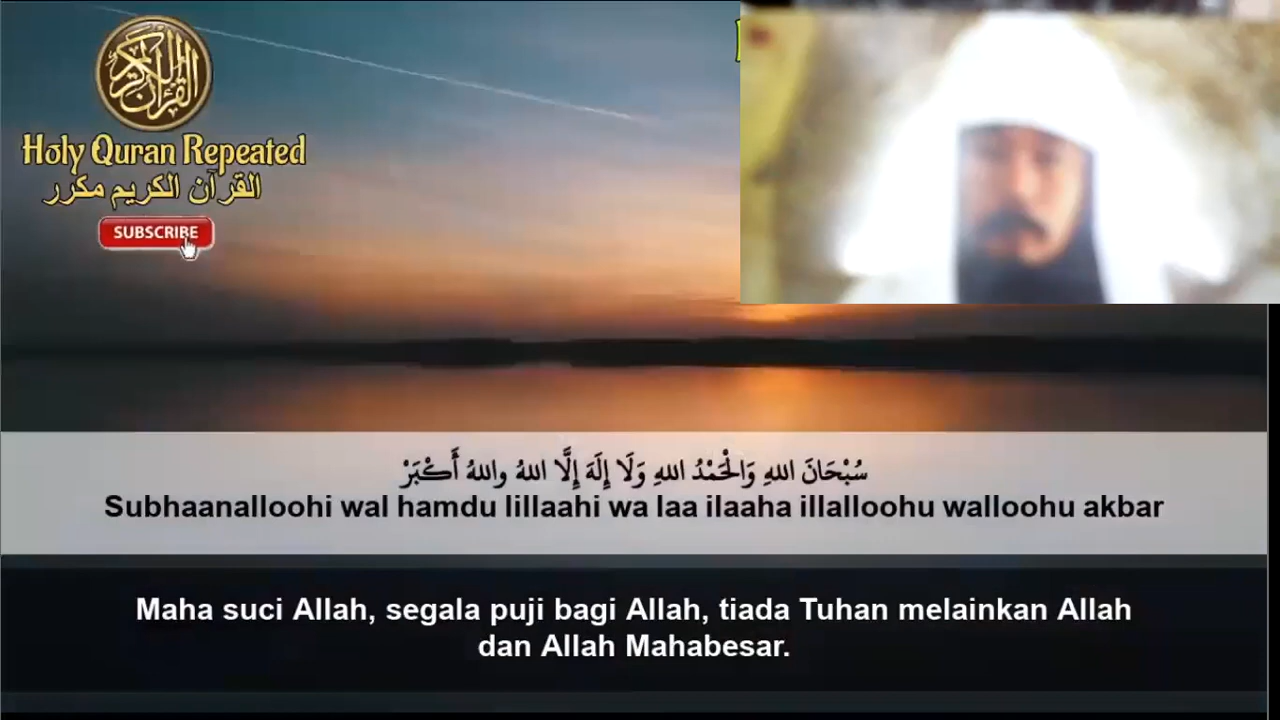 القرآن الكريم
Holy Quran Repeated
القرآن الكريم مكرر
SUBSCRIBE
سُبْحَانَ اللهِ وَالْحَمْدُ اللهِ وَلَا إِلَهَ إِلَّا اللهُ واللهُ أَكْبَرْ
Subhaanalloohi wal hamdu lillaahi wa laa ilaaha illalloohu walloohu akbar
Maha suci Allah, segala puji bagi Allah, tiada Tuhan melainkan Allah
dan Allah Mahabesar.